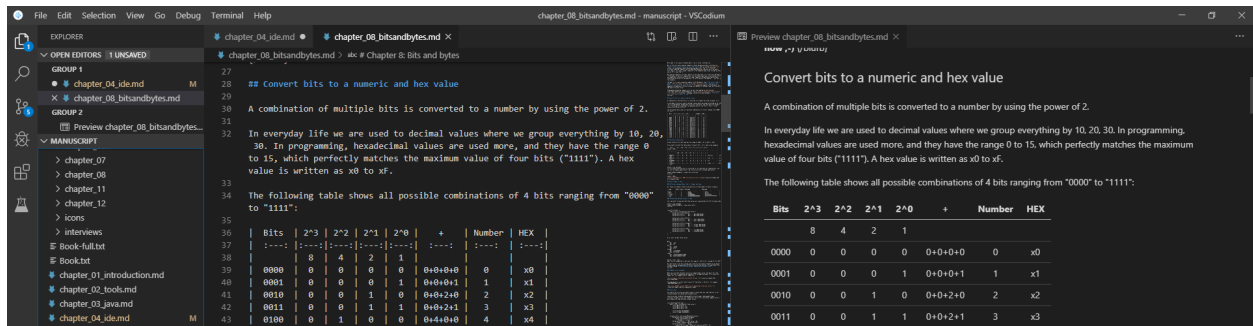 File Edit Selection View Go Debug Terminal Help
chapter_08_bitsandbytes.md - manuscript - VSCodium
EXPLORER
OPEN EDITORS 1 UNSAVED
GROUP 1
chapter_04_ide.md M
chapter_08_bitsandbytes.md
GROUP 2
Preview chapter_08_bitsandbytes...
MANUSCRIPT
chapter_07
chapter_08
chapter_11
chapter_12
icons
interviews
Book-full.txt
Book.txt
chapter_01_introduction.md
chapter_02_tools.md
chapter_03_java.md
chapter_04_ide.md M
chapter_04_ide.md
chapter_08_bitsandbytes.md
chapter_08_bitsandbytes.md > abc # Chapter 8: Bits and bytes
27
28 ## Convert bits to a numeric and hex value
29
30 A combination of multiple bits is converted to a number by using the power of 2.
31
32 In everyday life we are used to decimal values where we group everything by 10, 20,
30. In programming, hexadecimal values are used more, and they have the range 0
to 15, which perfectly matches the maximum value of four bits ("1111"). A hex
value is written as x0 to xF.
33
34 The following table shows all possible combinations of 4 bits ranging from "0000"
to "1111":
35
36 | Bits | 2^3 | 2^2 | 2^1 | 2^0 | + | Number | HEX |
37 | :---: |:---:|:---:|:---:|:---:| :---: | :---: | :---:|
38 | | 8 | 4 | 2 | 1 |
39 | 0000 | 0 | 0 | 0 | 0 | 0+0+0+0 | 0 | x0 |
40 | 0001 | 0 | 0 | 0 | 1 | 0+0+0+1 | 1 | x1 |
41 | 0010 | 0 | 0 | 1 | 0 | 0+0+2+0 | 2 | x2 |
42 | 0011 | 0 | 0 | 1 | 1 | 0+0+2+1 | 3 | x3 |
43 | 0100 | 0 | 1 | 0 | 0 | 0+4+0+0 | 4 | x4 |
Preview chapter_08_bitsandbytes.md
Convert bits to a numeric and hex value
A combination of multiple bits is converted to a number by using the power of 2.
In everyday life we are used to decimal values where we group everything by 10, 20, 30. In programming,
hexadecimal values are used more, and they have the range 0 to 15, which perfectly matches the maximum
value of four bits ("1111"). A hex value is written as x0 to xF.
The following table shows all possible combinations of 4 bits ranging from "0000" to "1111":
Bits 2^3 2^2 2^1 2^0 + Number HEX
8 4 2 1
0000 0 0 0 0 0+0+0+0 0 x0
0001 0 0 0 1 0+0+0+1 1 x1
0010 0 0 1 0 0+0+2+0 2 x2
0011 0 0 1 1 0+0+2+1 3 x3